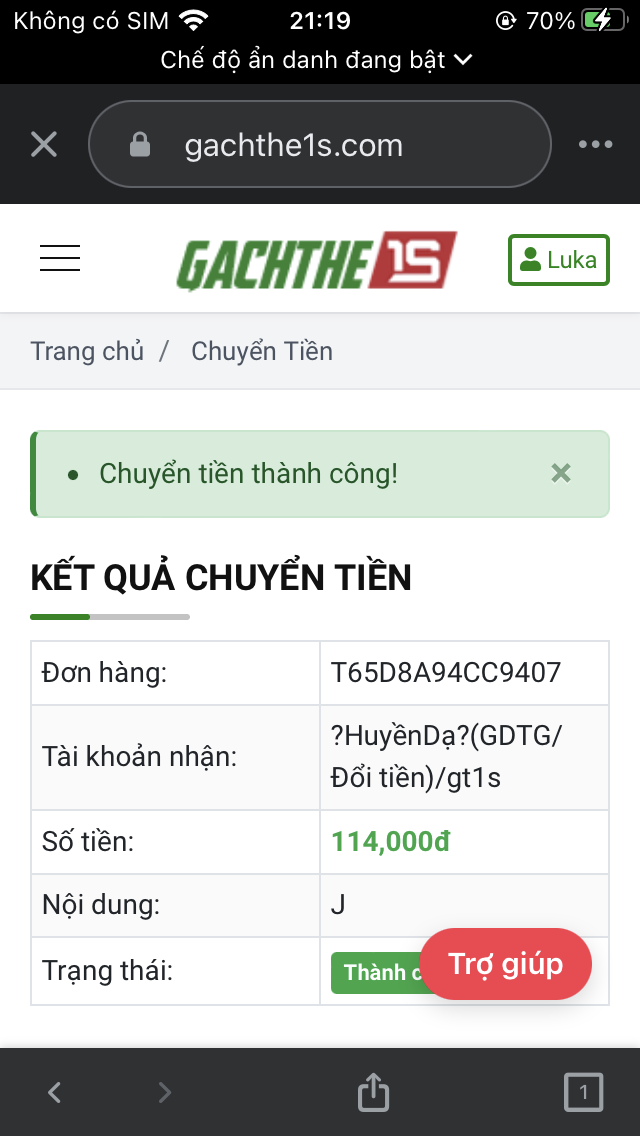 Không có SIM 21:19 70%
Chế độ ẩn danh đang bật
gachthe1s.com
GACHTHE 1S Luka
Trang chủ / Chuyển Tiền
• Chuyển tiền thành công! ×
KẾT QUẢ CHUYỂN TIỀN
Đơn hàng: T65D8A94CC9407
Tài khoản nhận: ?HuyềnDạ?(GDTG/
Đổi tiền)/gt1s
Số tiền: 114,000đ
Nội dung: J
Trạng thái: Thành
Trợ giúp
1